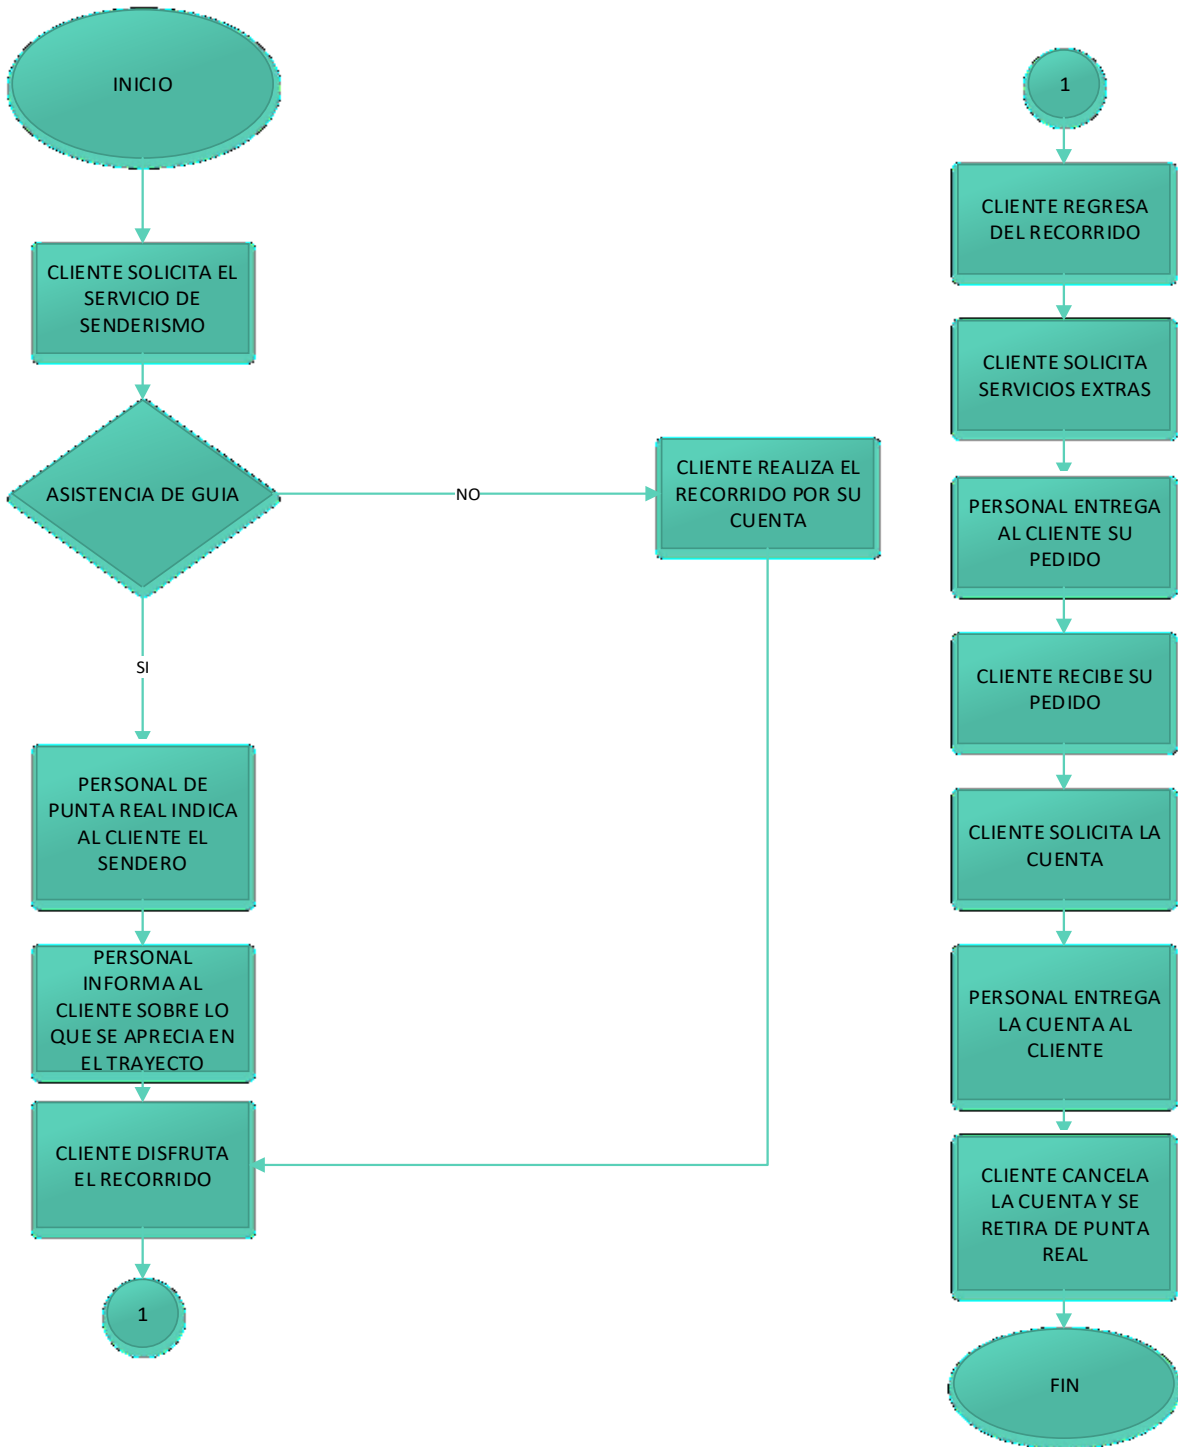 INICIO
CLIENTE SOLICITA EL
SERVICIO DE
SENDERISMO
ASISTENCIA DE GUIA
NO
CLIENTE REALIZA EL
RECORRIDO POR SU
CUENTA
SI
PERSONAL DE
PUNTA REAL INDICA
AL CLIENTE EL
SENDERO
PERSONAL
INFORMA AL
CLIENTE SOBRE LO
QUE SE APRECIA EN
EL TRAYECTO
CLIENTE DISFRUTA
EL RECORRIDO
1
1
CLIENTE REGRESA
DEL RECORRIDO
CLIENTE SOLICITA
SERVICIOS EXTRAS
PERSONAL ENTREGA
AL CLIENTE SU
PEDIDO
CLIENTE RECIBE SU
PEDIDO
CLIENTE SOLICITA LA
CUENTA
PERSONAL ENTREGA
LA CUENTA AL
CLIENTE
CLIENTE CANCELA
LA CUENTA Y SE
RETIRA DE PUNTA
REAL
FIN